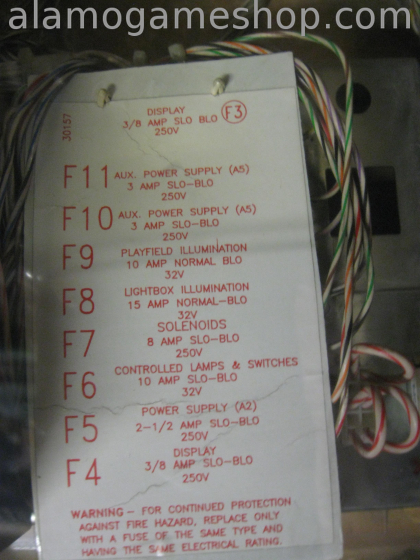 alamogameshop.com
30157
DISPLAY
3/8 AMP SLO BLO F3
250V
F11 AUX. POWER SUPPLY (A5)
3 AMP SLO-BLO
250V
F10 AUX. POWER SUPPLY (A5)
3 AMP SLO-BLO
250V
F9 PLAYFIELD ILLUMINATION
10 AMP NORMAL BLO
32V
F8 LIGHTBOX ILLUMINATION
15 AMP NORMAL-BLO
32V
F7 SOLENOIDS
8 AMP SLO-BLO
250V
F6 CONTROLLED LAMPS & SWITCHES
10 AMP SLO-BLO
32V
F5 POWER SUPPLY (A2)
2-1/2 AMP SLO-BLO
250V
F4 DISPLAY
3/8 AMP SLO-BLO
250V
WARNING - FOR CONTINUED PROTECTION
AGAINST FIRE HAZARD, REPLACE ONLY
WITH A FUSE OF THE SAME TYPE AND
HAVING THE SAME ELECTRICAL RATING.